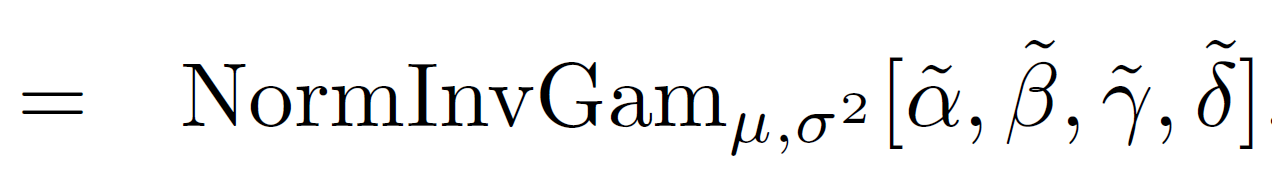 = NormInvGam_{μ,σ²}[α̃, β̃, γ̃, δ̃].